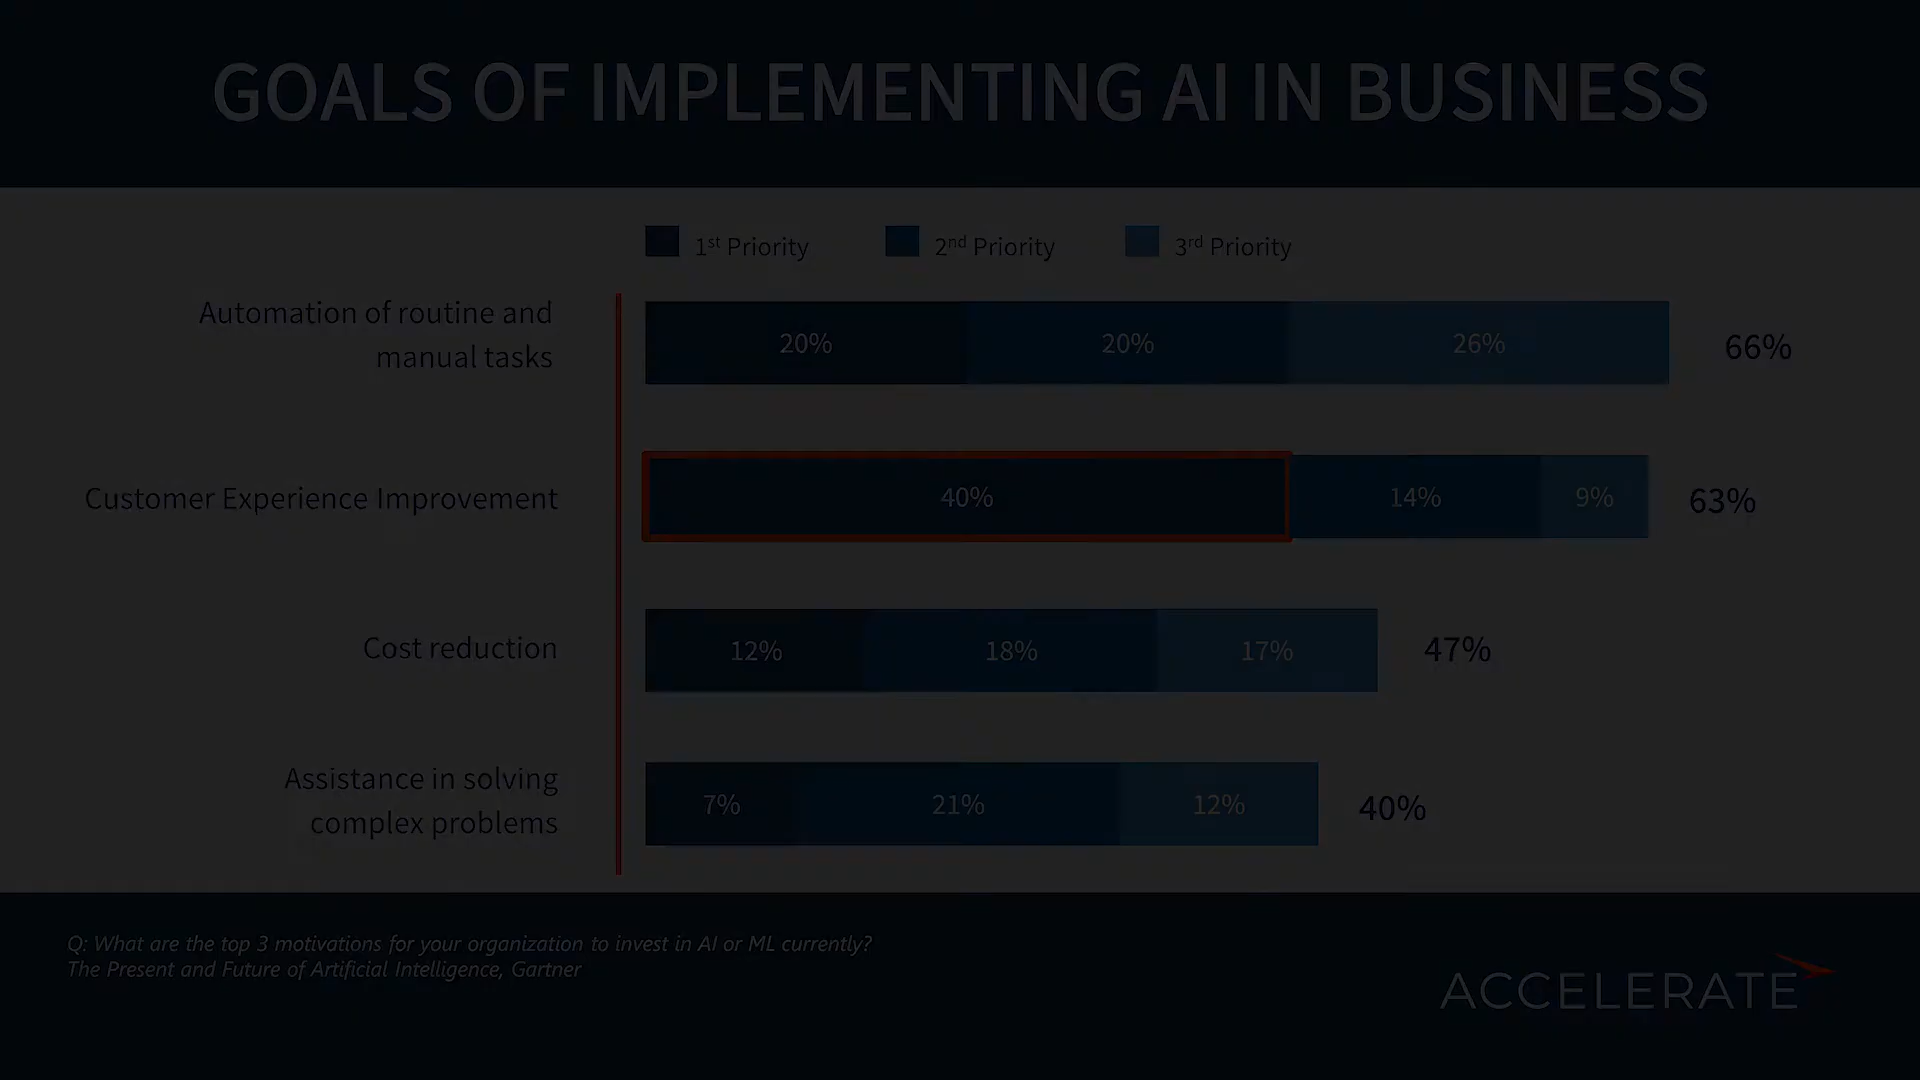 GOALS OF IMPLEMENTING AI IN BUSINESS
1st Priority 2nd Priority 3rd Priority
Automation of routine and
manual tasks
20% 20% 26% 66%
Customer Experience Improvement
40% 14% 9% 63%
Cost reduction
12% 18% 17% 47%
Assistance in solving
complex problems
7% 21% 12% 40%
Q: What are the top 3 motivations for your organization to invest in AI or ML currently?
The Present and Future of Artificial Intelligence, Gartner
ACCELERATE